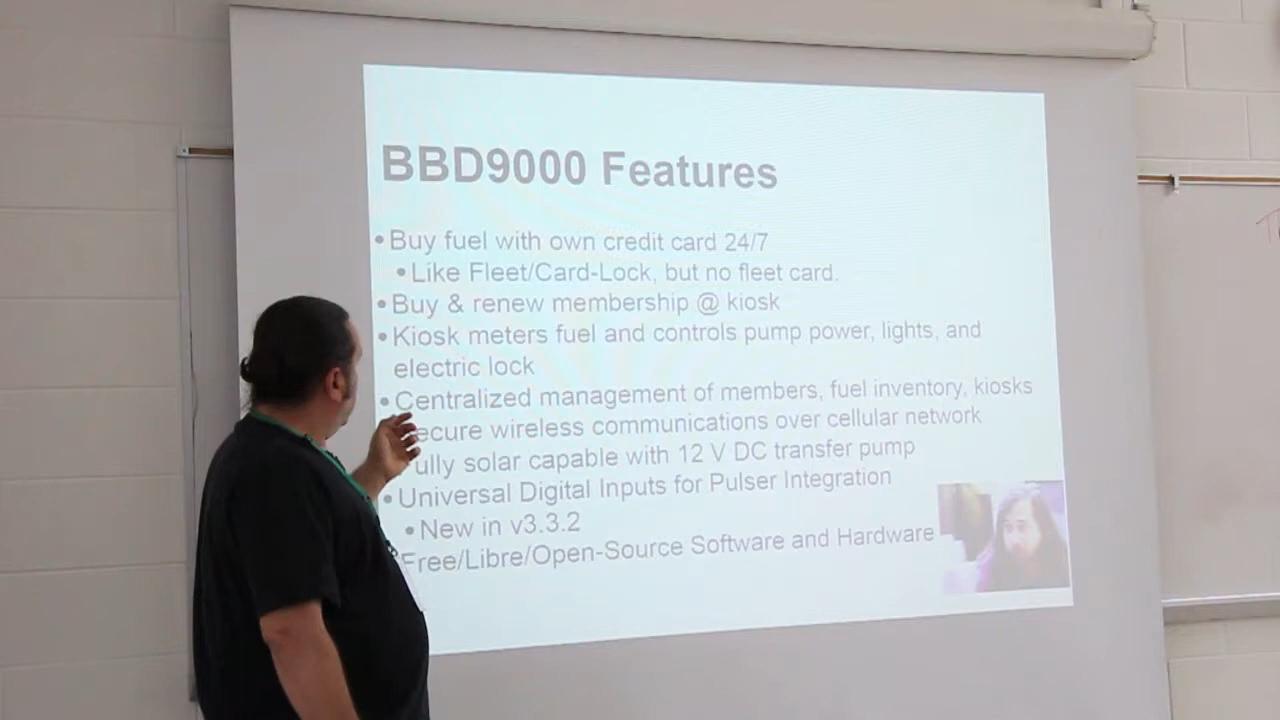 BBD9000 Features
• Buy fuel with own credit card 24/7
• Like Fleet/Card-Lock, but no fleet card.
• Buy & renew membership @ kiosk
• Kiosk meters fuel and controls pump power, lights, and
electric lock
• Centralized management of members, fuel inventory, kiosks
ecure wireless communications over cellular network
ully solar capable with 12 V DC transfer pump
• Universal Digital Inputs for Pulser Integration
• New in v3.3.2
Free/Libre/Open-Source Software and Hardware